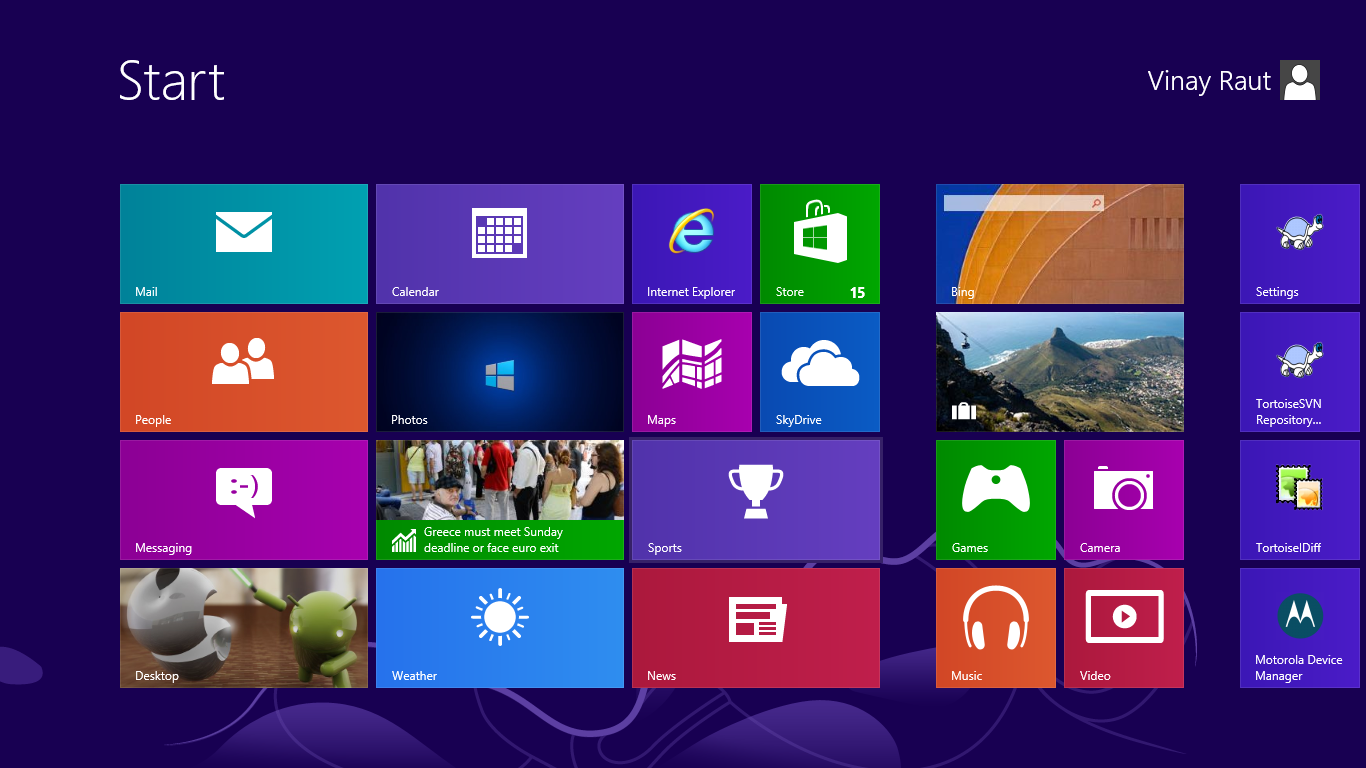 Start
Vinay Raut
Mail
Calendar
Internet Explorer
Store
15
Bing
Settings
People
Photos
Maps
SkyDrive
TortoiseSVN
Repository...
Messaging
:-)
Greece must meet Sunday
deadline or face euro exit
Sports
Games
Camera
TortoiseIDiff
Desktop
Weather
News
Music
Video
Motorola Device
Manager